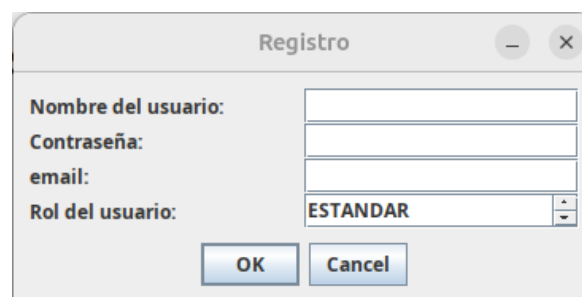 Registro
Nombre del usuario:
Contraseña:
email:
Rol del usuario: ESTANDAR
OK Cancel